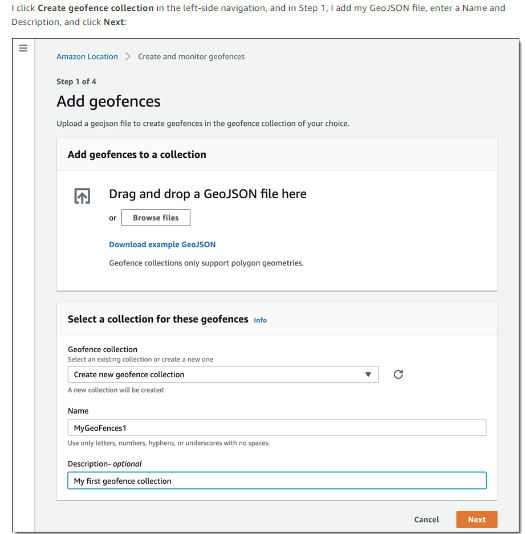 I click Create geofence collection in the left-side navigation, and in Step 1, I add my GeoJSON file, enter a Name and
Description, and click Next:
Amazon Location > Create and monitor geofences
Step 1 of 4
Add geofences
Upload a geojson file to create geofences in the geofence collection of your choice.
Add geofences to a collection
Drag and drop a GeoJSON file here
or Browse files
Download example GeoJSON
Geofence collections only support polygon geometries.
Select a collection for these geofences Info
Geofence collection
Select an existing collection or create a new one
Create new geofence collection
A new collection will be created
Name
MyGeoFences1
Use only letters, numbers, hyphens, or underscores with no spaces.
Description- optional
My first geofence collection
Cancel Next